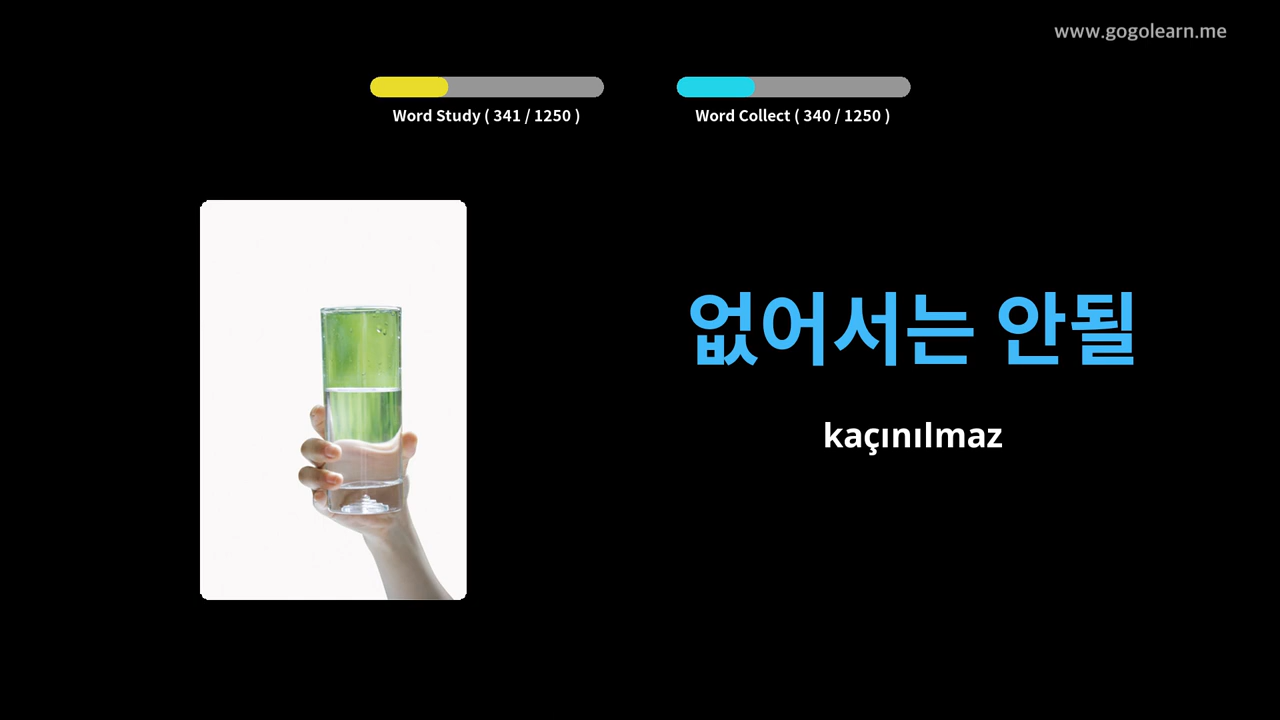 www.gogolearn.me
Word Study ( 341 / 1250 )
Word Collect ( 340 / 1250 )
없어서는 안될
kaçınılmaz